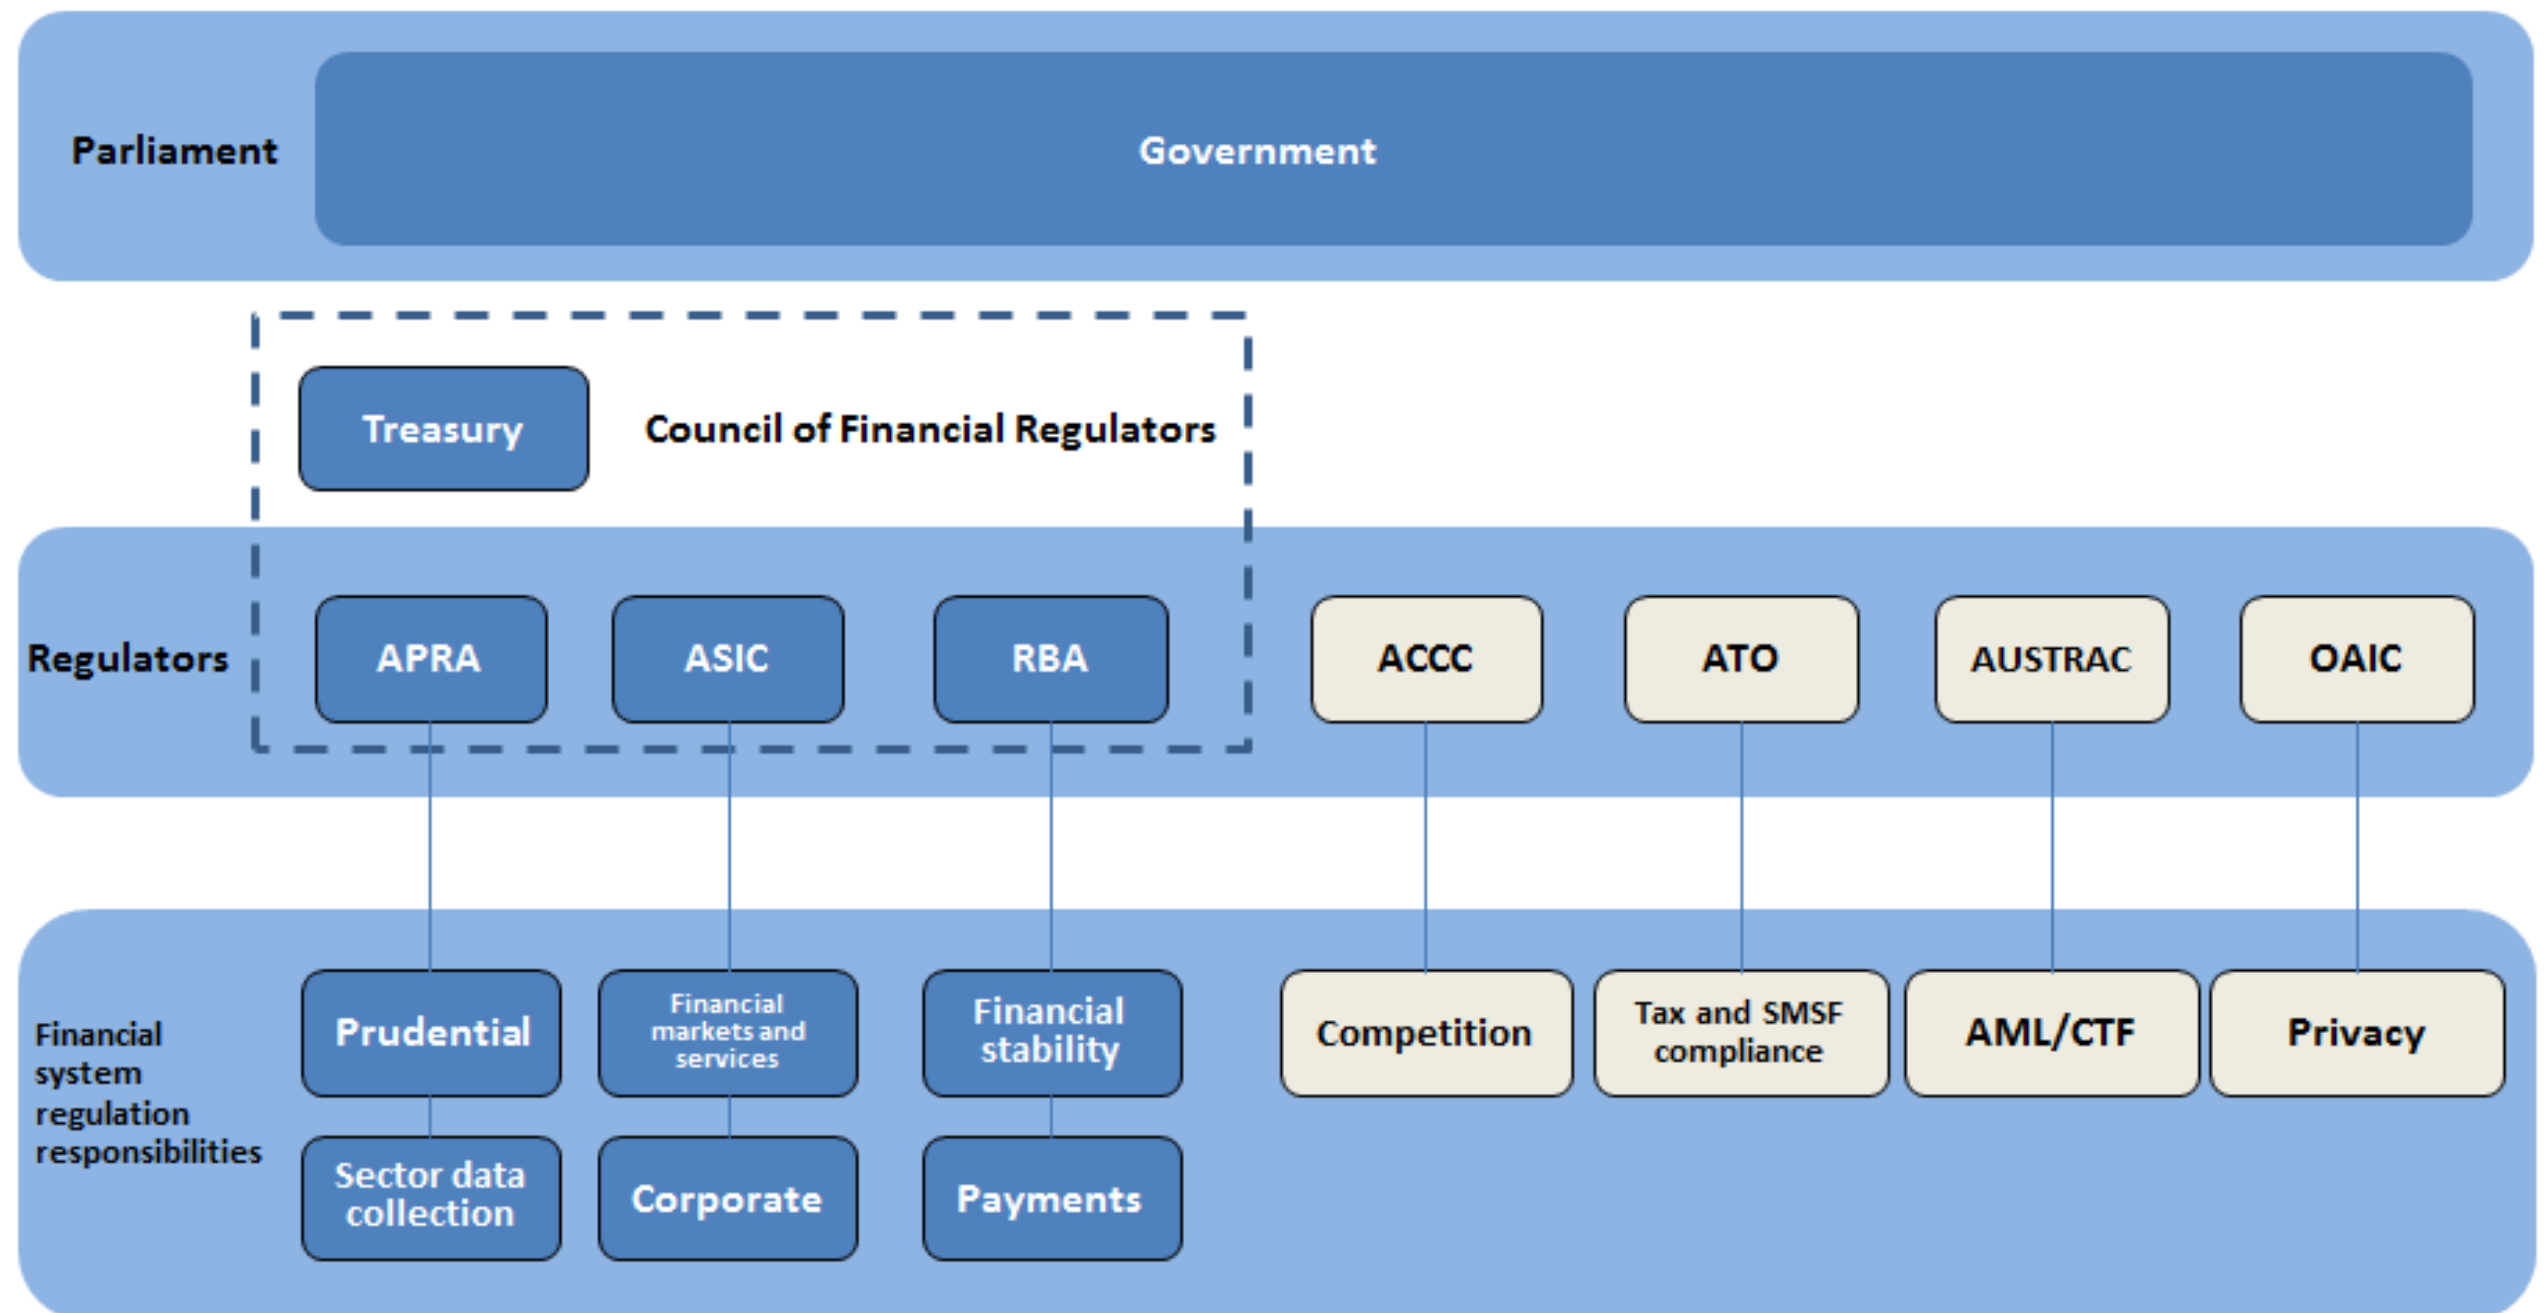 Parliament
Government
Treasury
Council of Financial Regulators
Regulators
APRA
ASIC
RBA
ACCC
ATO
AUSTRAC
OAIC
Financial
system
regulation
responsibilities
Prudential
Financial
markets and
services
Financial
stability
Competition
Tax and SMSF
compliance
AML/CTF
Privacy
Sector data
collection
Corporate
Payments